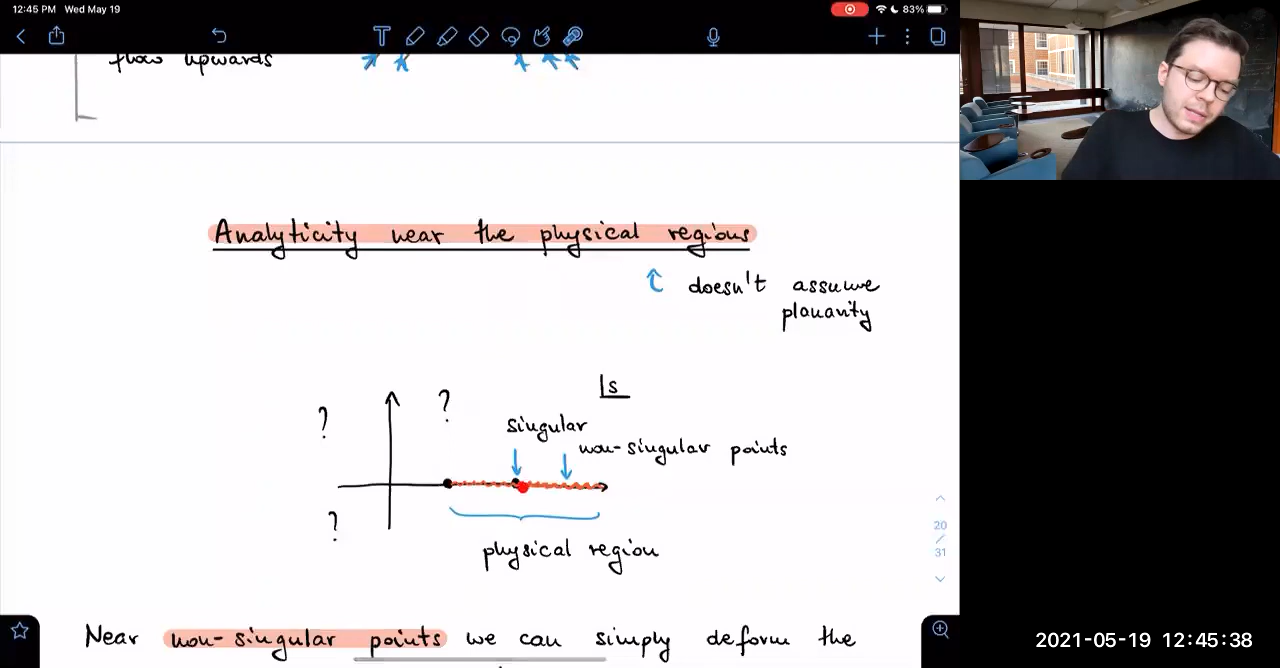 12:45 PM Wed May 19
83%
flow upwards
Analyticity near the physical regions
doesn't assume
planarity
?
?
s
singular
non-singular points
?
physical region
20
/
31
Near non-singular points we can simply deform the
2021-05-19 12:45:38